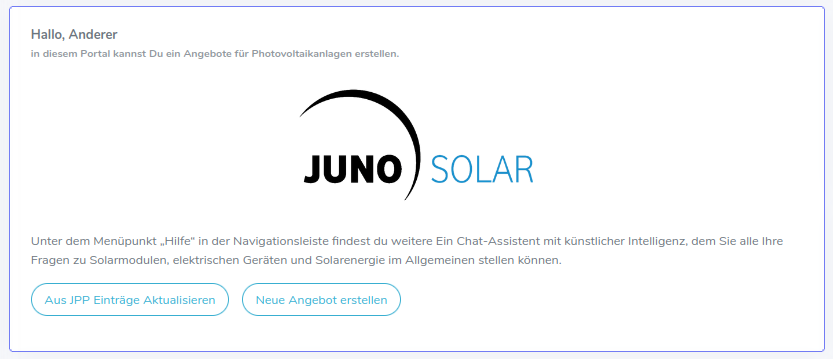 Hallo, Anderer
in diesem Portal kannst Du ein Angebote für Photovoltaikanlagen erstellen.
JUNO SOLAR
Unter dem Menüpunkt „Hilfe“ in der Navigationsleiste findest du weitere Ein Chat-Assistent mit künstlicher Intelligenz, dem Sie alle Ihre
Fragen zu Solarmodulen, elektrischen Geräten und Solarenergie im Allgemeinen stellen können.
Aus JPP Einträge Aktualisieren Neue Angebot erstellen